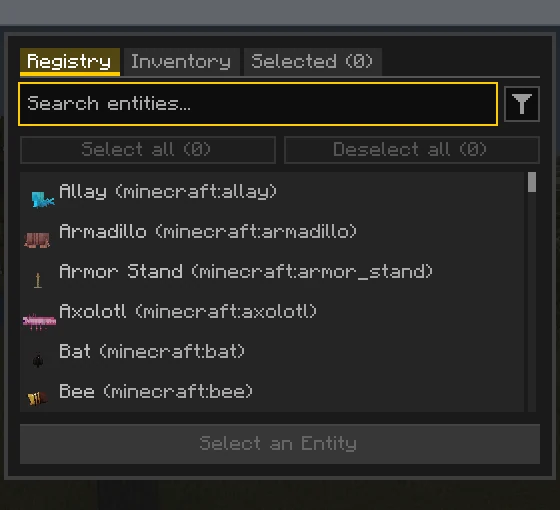 Registry Inventory Selected (0)
Search entities...
Select all (0) Deselect all (0)
Allay (minecraft:allay)
Armadillo (minecraft:armadillo)
Armor Stand (minecraft:armor_stand)
Axolotl (minecraft:axolotl)
Bat (minecraft:bat)
Bee (minecraft:bee)
Select an Entity